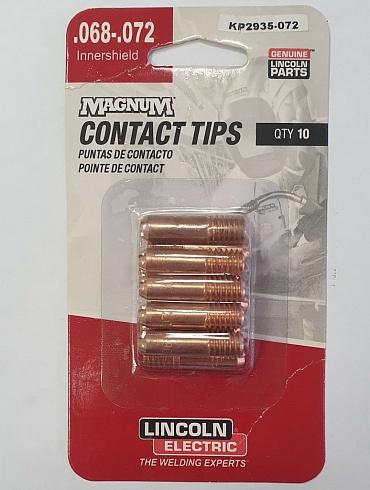 .068-.072
Innershield
KP2935-072
GENUINE
LINCOLN
PARTS
MAGNUM
CONTACT TIPS
QTY 10
PUNTAS DE CONTACTO
POINTE DE CONTACT
LINCOLN
ELECTRIC
THE WELDING EXPERTS